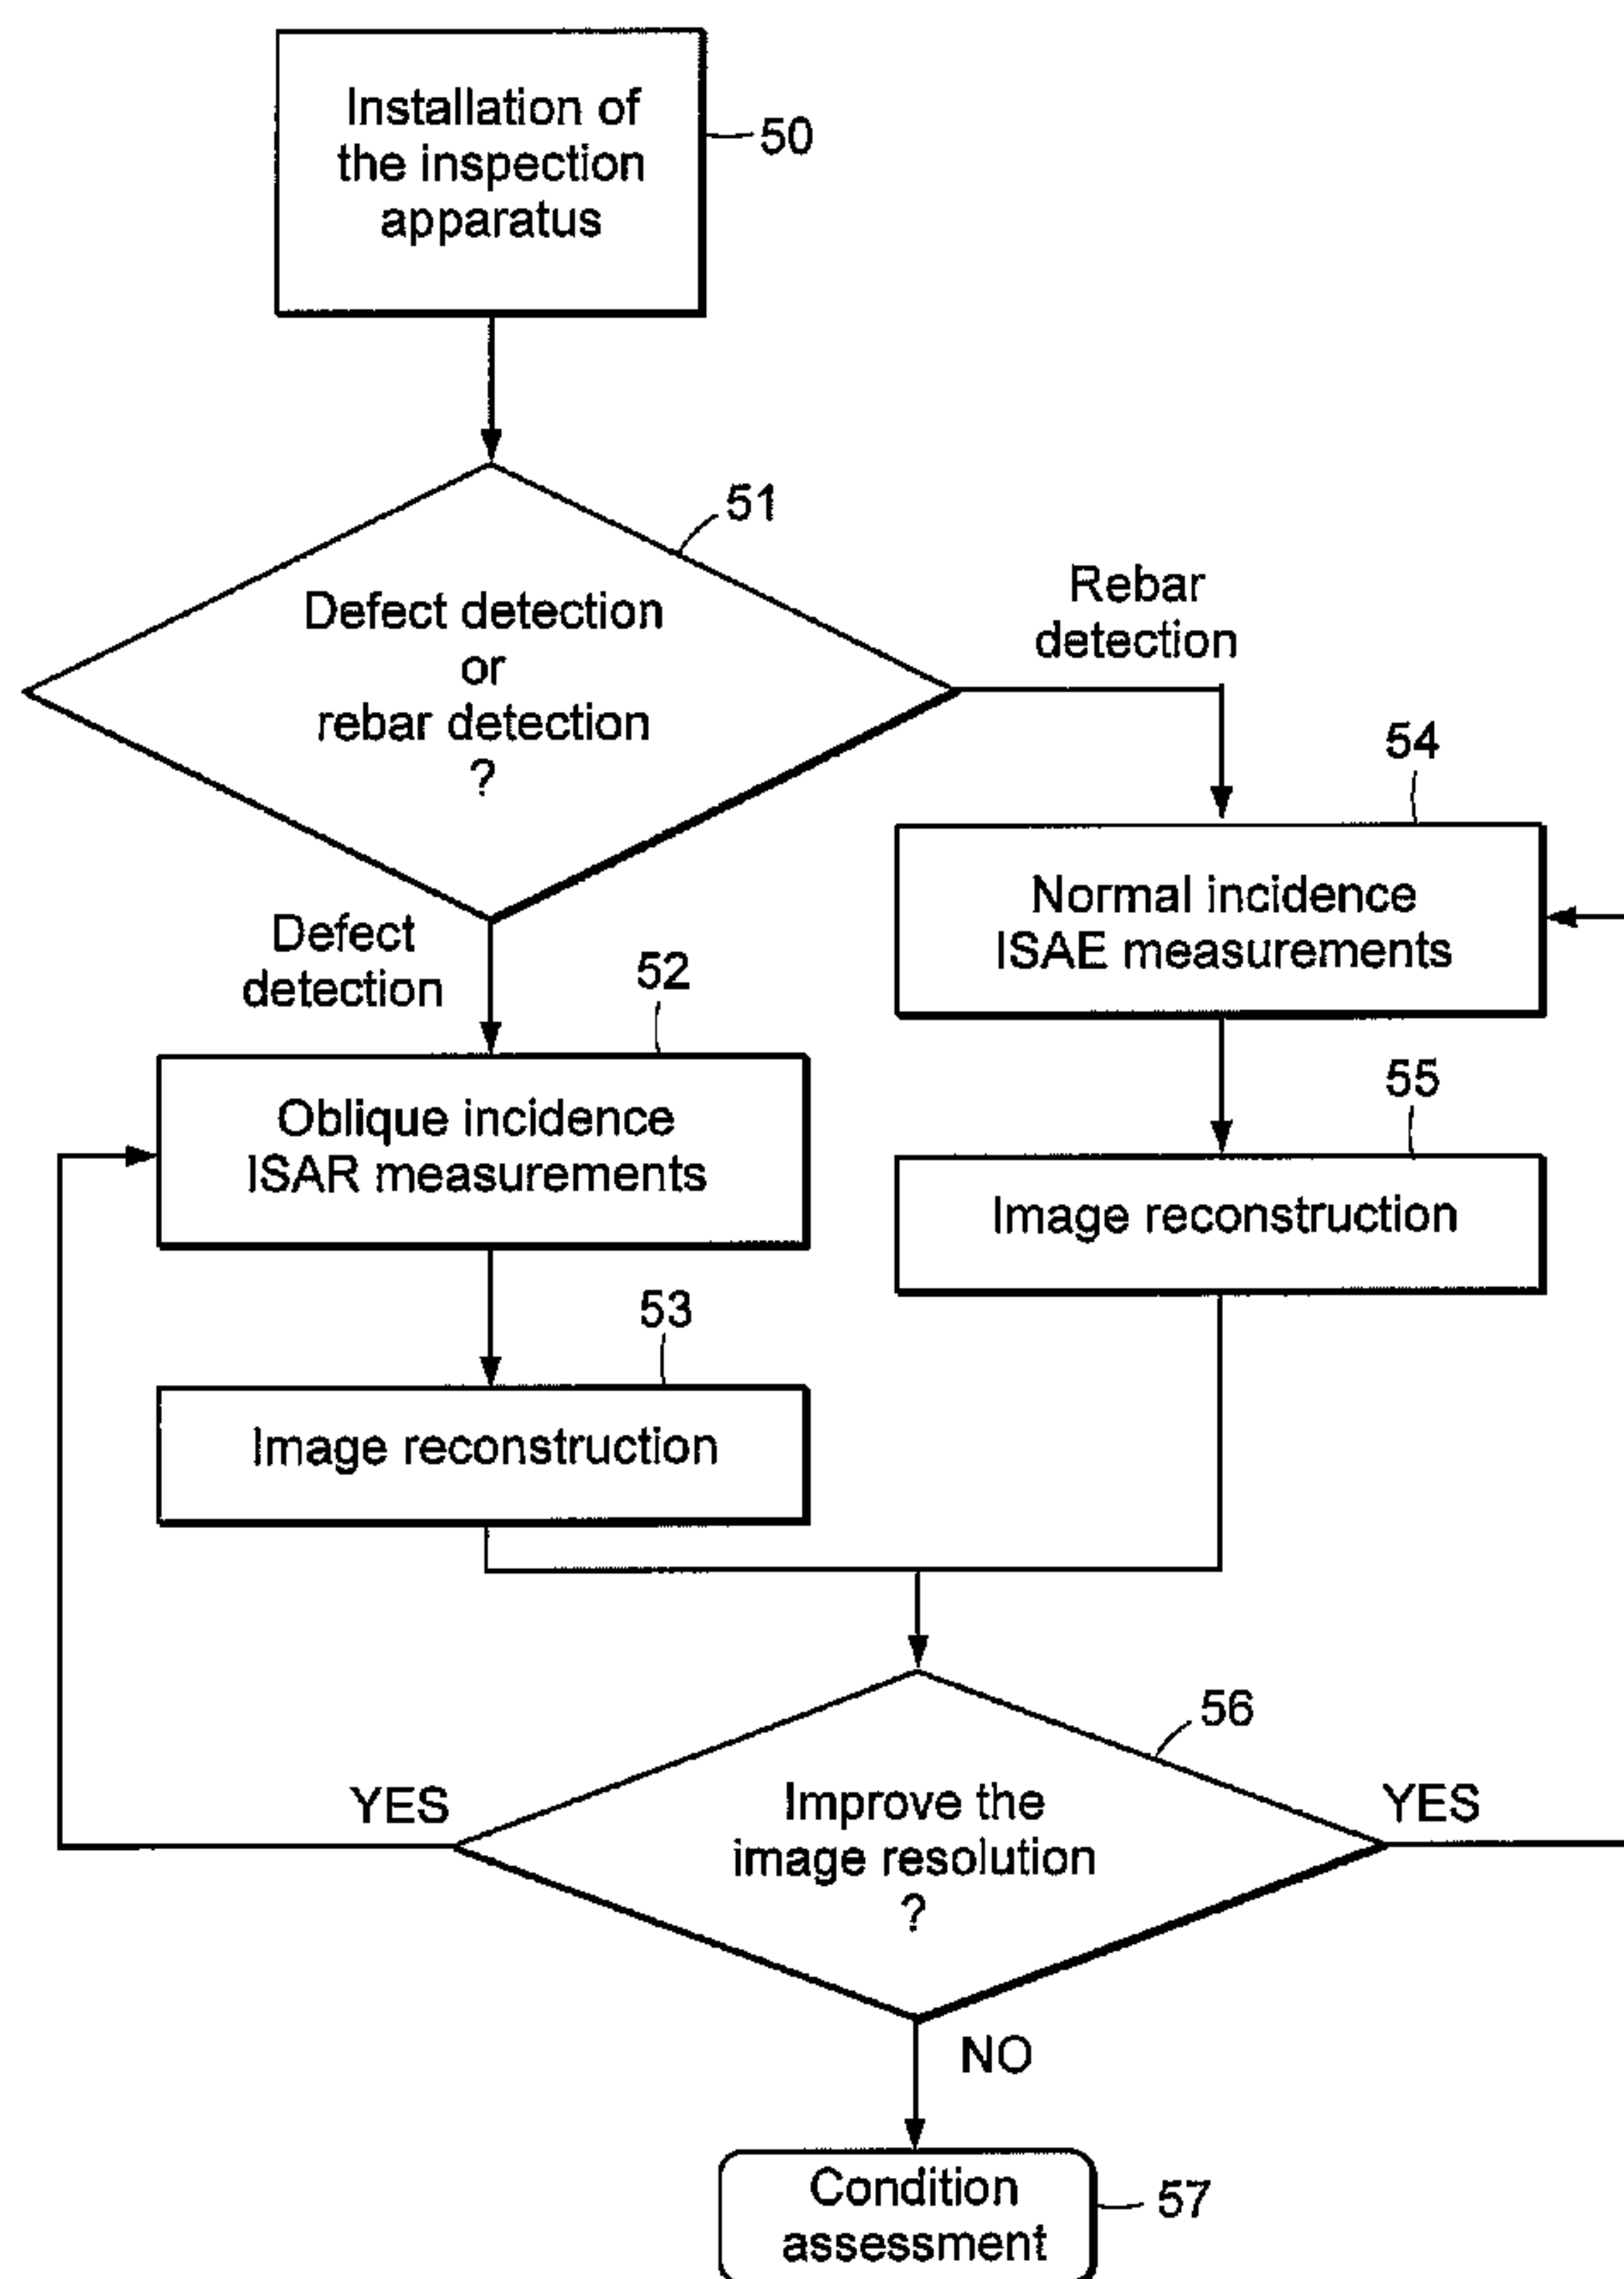 Installation of
the inspection
apparatus
50
51
Defect detection
or
rebar detection
?
Rebar
detection
54
Normal incidence
ISAE measurements
Defect
detection
52
Oblique incidence
ISAR measurements
55
Image reconstruction
53
Image reconstruction
56
Improve the
image resolution
?
YES
YES
NO
Condition
assessment
57